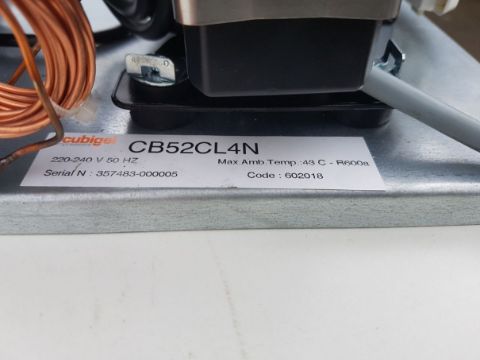 cubigel CB52CL4N
220-240 V 50 HZ Max Amb Temp :43 C - R600a
Serial N : 357483-000005 Code : 602018